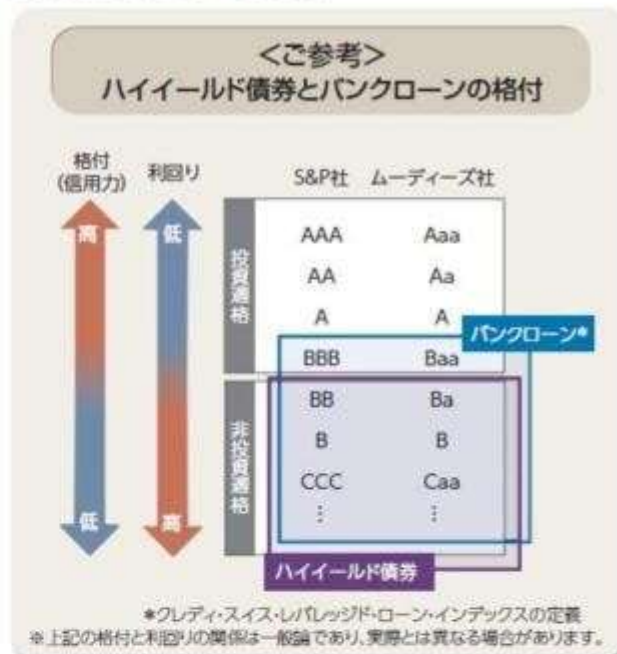 ＜ご参考＞
ハイイールド債券とバンクローンの格付
格付
(信用力)
利回り
S&P社 ムーディーズ社
高
低
低
高
投資適格
非投資適格
AAA Aaa
AA Aa
A A
バンクローン*
BBB Baa
BB Ba
B B
CCC Caa
⋮ ⋮
ハイイールド債券
*クレディ・スイス・レバレッジド・ローン・インデックスの定義
※上記の格付と利回りの関係は一般論であり、実際とは異なる場合があります。